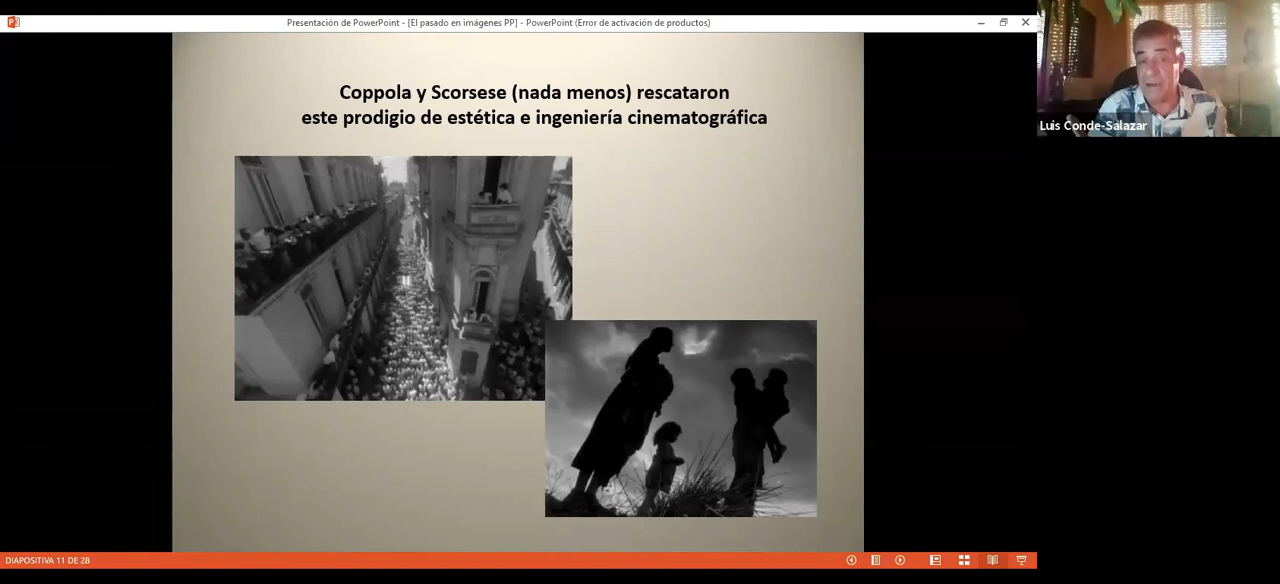 Presentación de PowerPoint - [El pasado en imágenes PP] - PowerPoint (Error de activación de productos)
Coppola y Scorsese (nada menos) rescataron
este prodigio de estética e ingeniería cinematográfica
Luis Conde-Salazar
DIAPOSITIVA 11 DE 28